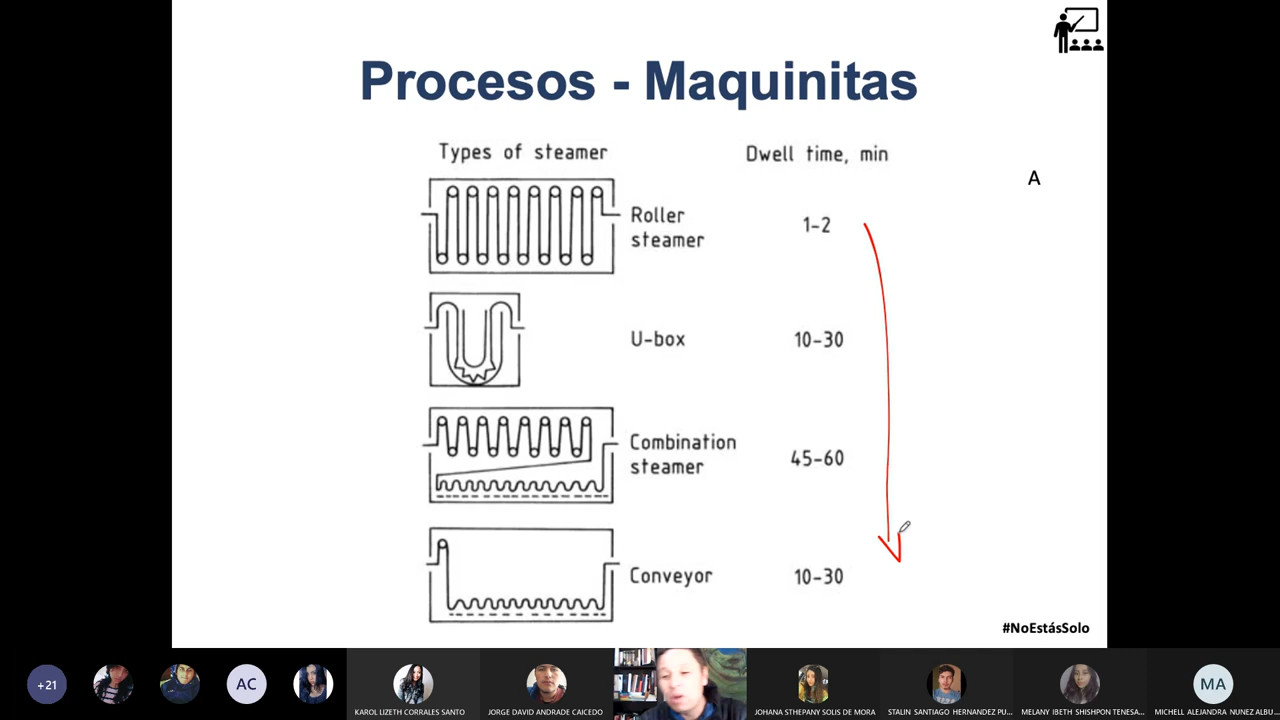 Procesos - Maquinitas
Types of steamer
Dwell time, min
A
Roller
steamer
1-2
U-box
10-30
Combination
steamer
45-60
Conveyor
10-30
#NoEstásSolo
+21
AC
KAROL LIZETH CORRALES SANTO
JORGE DAVID ANDRADE CAICEDO
JOHANA STHEPANY SOLIS DE MORA
STALIN SANTIAGO HERNANDEZ PU...
MELANY IBETH SHISHPON TENESA...
MA
MICHELL ALEJANDRA NUNEZ ALBU